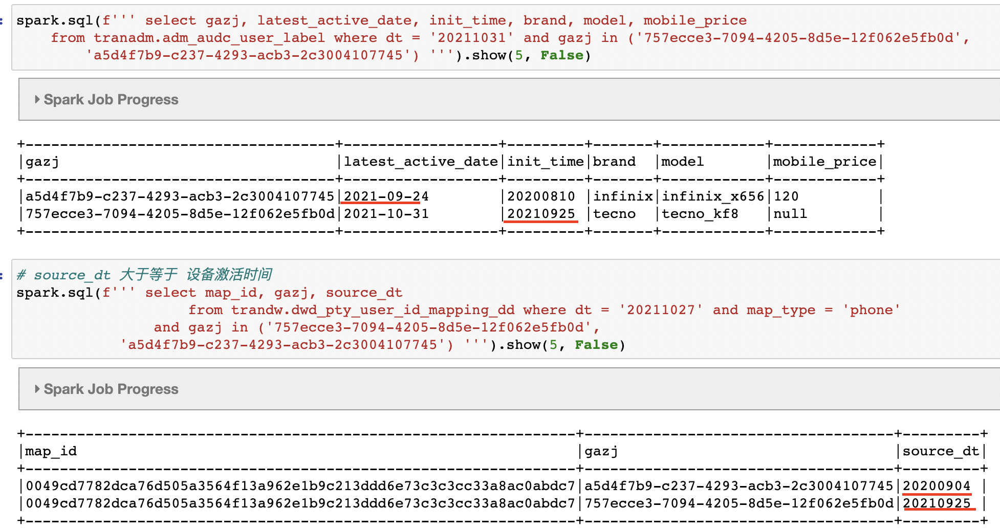 :
spark.sql(f''' select gazj, latest_active_date, init_time, brand, model, mobile_price
from tranadm.adm_audc_user_label where dt = '20211031' and gazj in ('757ecce3-7094-4205-8d5e-12f062e5fb0d',
'a5d4f7b9-c237-4293-acb3-2c3004107745') ''').show(5, False)
Spark Job Progress
+------------------------------------+------------------+---------+-------+-------------+------------+
|gazj                                |latest_active_date|init_time|brand  |model        |mobile_price|
+------------------------------------+------------------+---------+-------+-------------+------------+
|a5d4f7b9-c237-4293-acb3-2c3004107745|2021-09-24        |20200810 |infinix|infinix_x656|120         |
|757ecce3-7094-4205-8d5e-12f062e5fb0d|2021-10-31        |20210925 |tecno  |tecno_kf8   |null        |
+------------------------------------+------------------+---------+-------+-------------+------------+
:
# source_dt 大于等于 设备激活时间
spark.sql(f''' select map_id, gazj, source_dt
from trandw.dwd_pty_user_id_mapping_dd where dt = '20211027' and map_type = 'phone'
and gazj in ('757ecce3-7094-4205-8d5e-12f062e5fb0d',
'a5d4f7b9-c237-4293-acb3-2c3004107745') ''').show(5, False)
Spark Job Progress
+----------------------------------------------------------------+------------------------------------+---------+
|map_id                                                          |gazj                                |source_dt|
+----------------------------------------------------------------+------------------------------------+---------+
|0049cd7782dca76d505a3564f13a962e1b9c213ddd6e73c3c3cc33a8ac0abdc7|a5d4f7b9-c237-4293-acb3-2c3004107745|20200904 |
|0049cd7782dca76d505a3564f13a962e1b9c213ddd6e73c3c3cc33a8ac0abdc7|757ecce3-7094-4205-8d5e-12f062e5fb0d|20210925 |
+----------------------------------------------------------------+------------------------------------+---------+